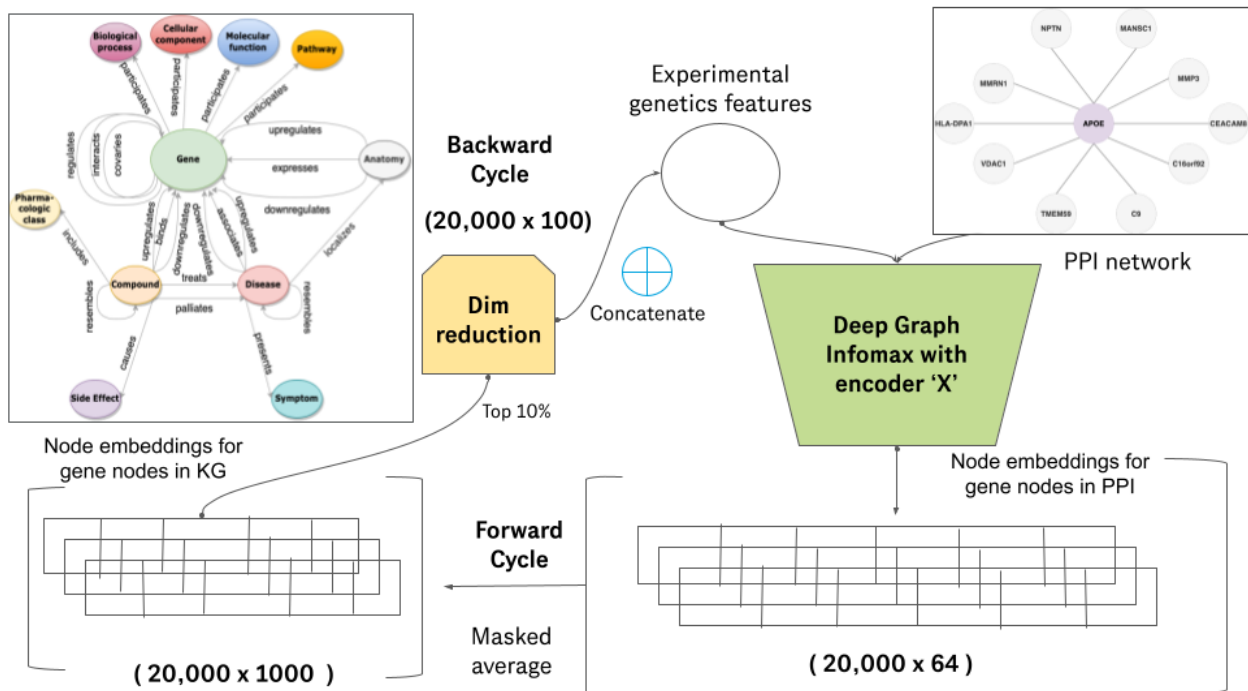 Biological
process
Cellular
component
Molecular
function
Pathway
participates
participates
participates
participates
regulates
interacts
covaries
Gene
upregulates
expresses
downregulates
Anatomy
Pharma-
cologic
class
includes
upregulates
binds
downregulates
downregulates
associates
upregulates
localizes
Compound
treats
palliates
Disease
resembles
resembles
causes
presents
Side Effect
Symptom
Backward
Cycle
(20,000 x 100)
Dim
reduction
Top 10%
Experimental
genetics features
Concatenate
NPTN
MANSC1
MMRN1
MMP3
HLA-DPA1
APOE
CEACAM6
VDAC1
C16orf92
TMEM59
C9
PPI network
Deep Graph
Infomax with
encoder ‘X’
Node embeddings for
gene nodes in KG
Node embeddings for
gene nodes in PPI
Forward
Cycle
Masked
average
( 20,000 x 1000 )
( 20,000 x 64 )